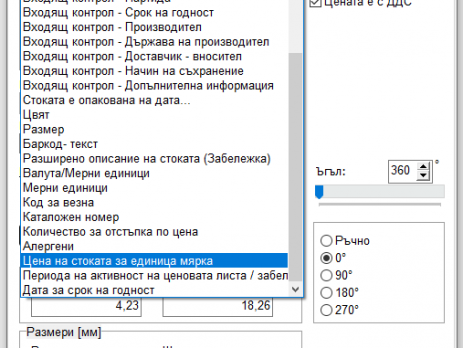 Входящ контрол - Партида
Цената е с ДДС
Входящ контрол - Срок на годност
Входящ контрол - Производител
Входящ контрол - Държава на производител
Входящ контрол - Доставчик - вносител
Входящ контрол - Начин на съхранение
Входящ контрол - Допълнителна информация
Стоката е опакована на дата...
Цвят
Размер
Баркод- текст
Разширено описание на стоката (Забележка)
Валута/Мерни единици
Мерни единици
Код за везна
Каталожен номер
Количество за отстъпка по цена
Алергени
Цена на стоката за единица мярка
Периода на активност на ценовата листа / забел
Дата за срок на годност
Ъгъл:
360
°
Ръчно
0°
90°
180°
270°
4,23
18,26
Размери [мм]